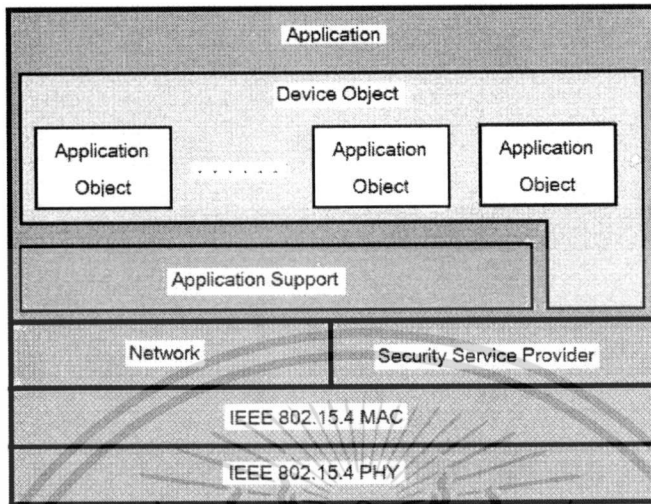 Application
Device Object
Application
Object
. . . . . .
Application
Object
Application
Object
Application Support
Network
Security Service Provider
IEEE 802.15.4 MAC
IEEE 802.15.4 PHY